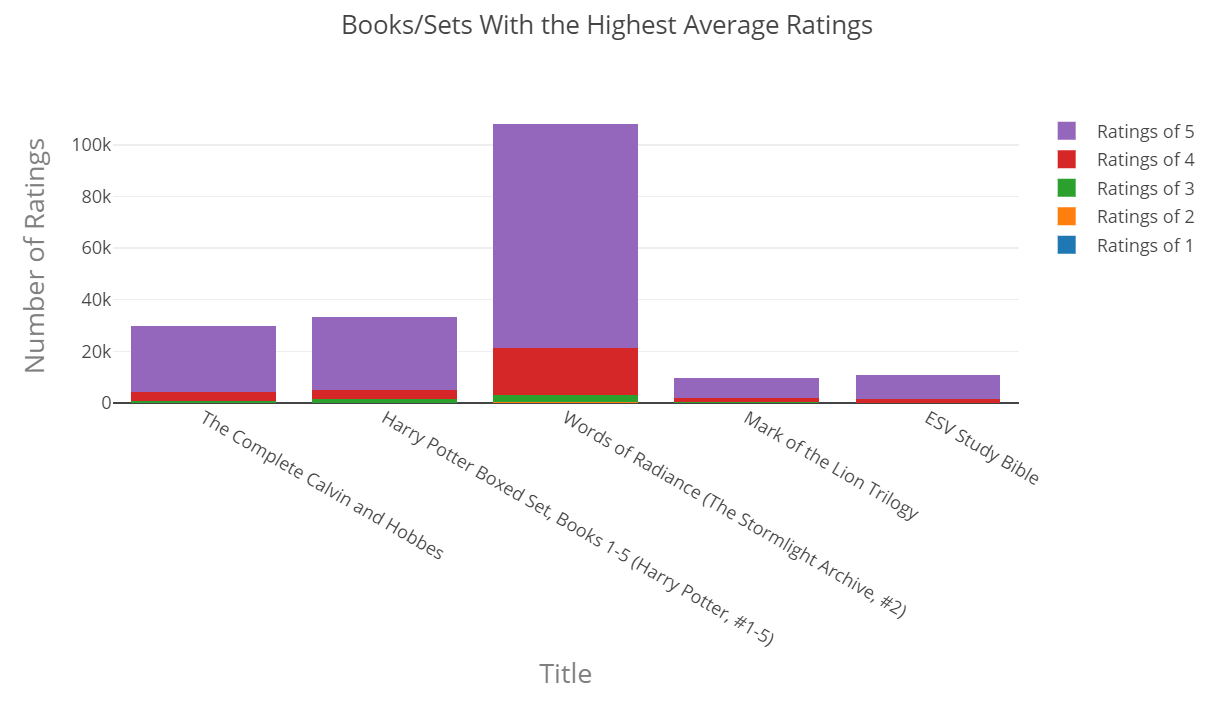 Books/Sets With the Highest Average Ratings
Number of Ratings
100k
80k
60k
40k
20k
0
Ratings of 5
Ratings of 4
Ratings of 3
Ratings of 2
Ratings of 1
The Complete Calvin and Hobbes
Harry Potter Boxed Set, Books 1-5 (Harry Potter, #1-5)
Words of Radiance (The Stormlight Archive, #2)
Mark of the Lion Trilogy
ESV Study Bible
Title